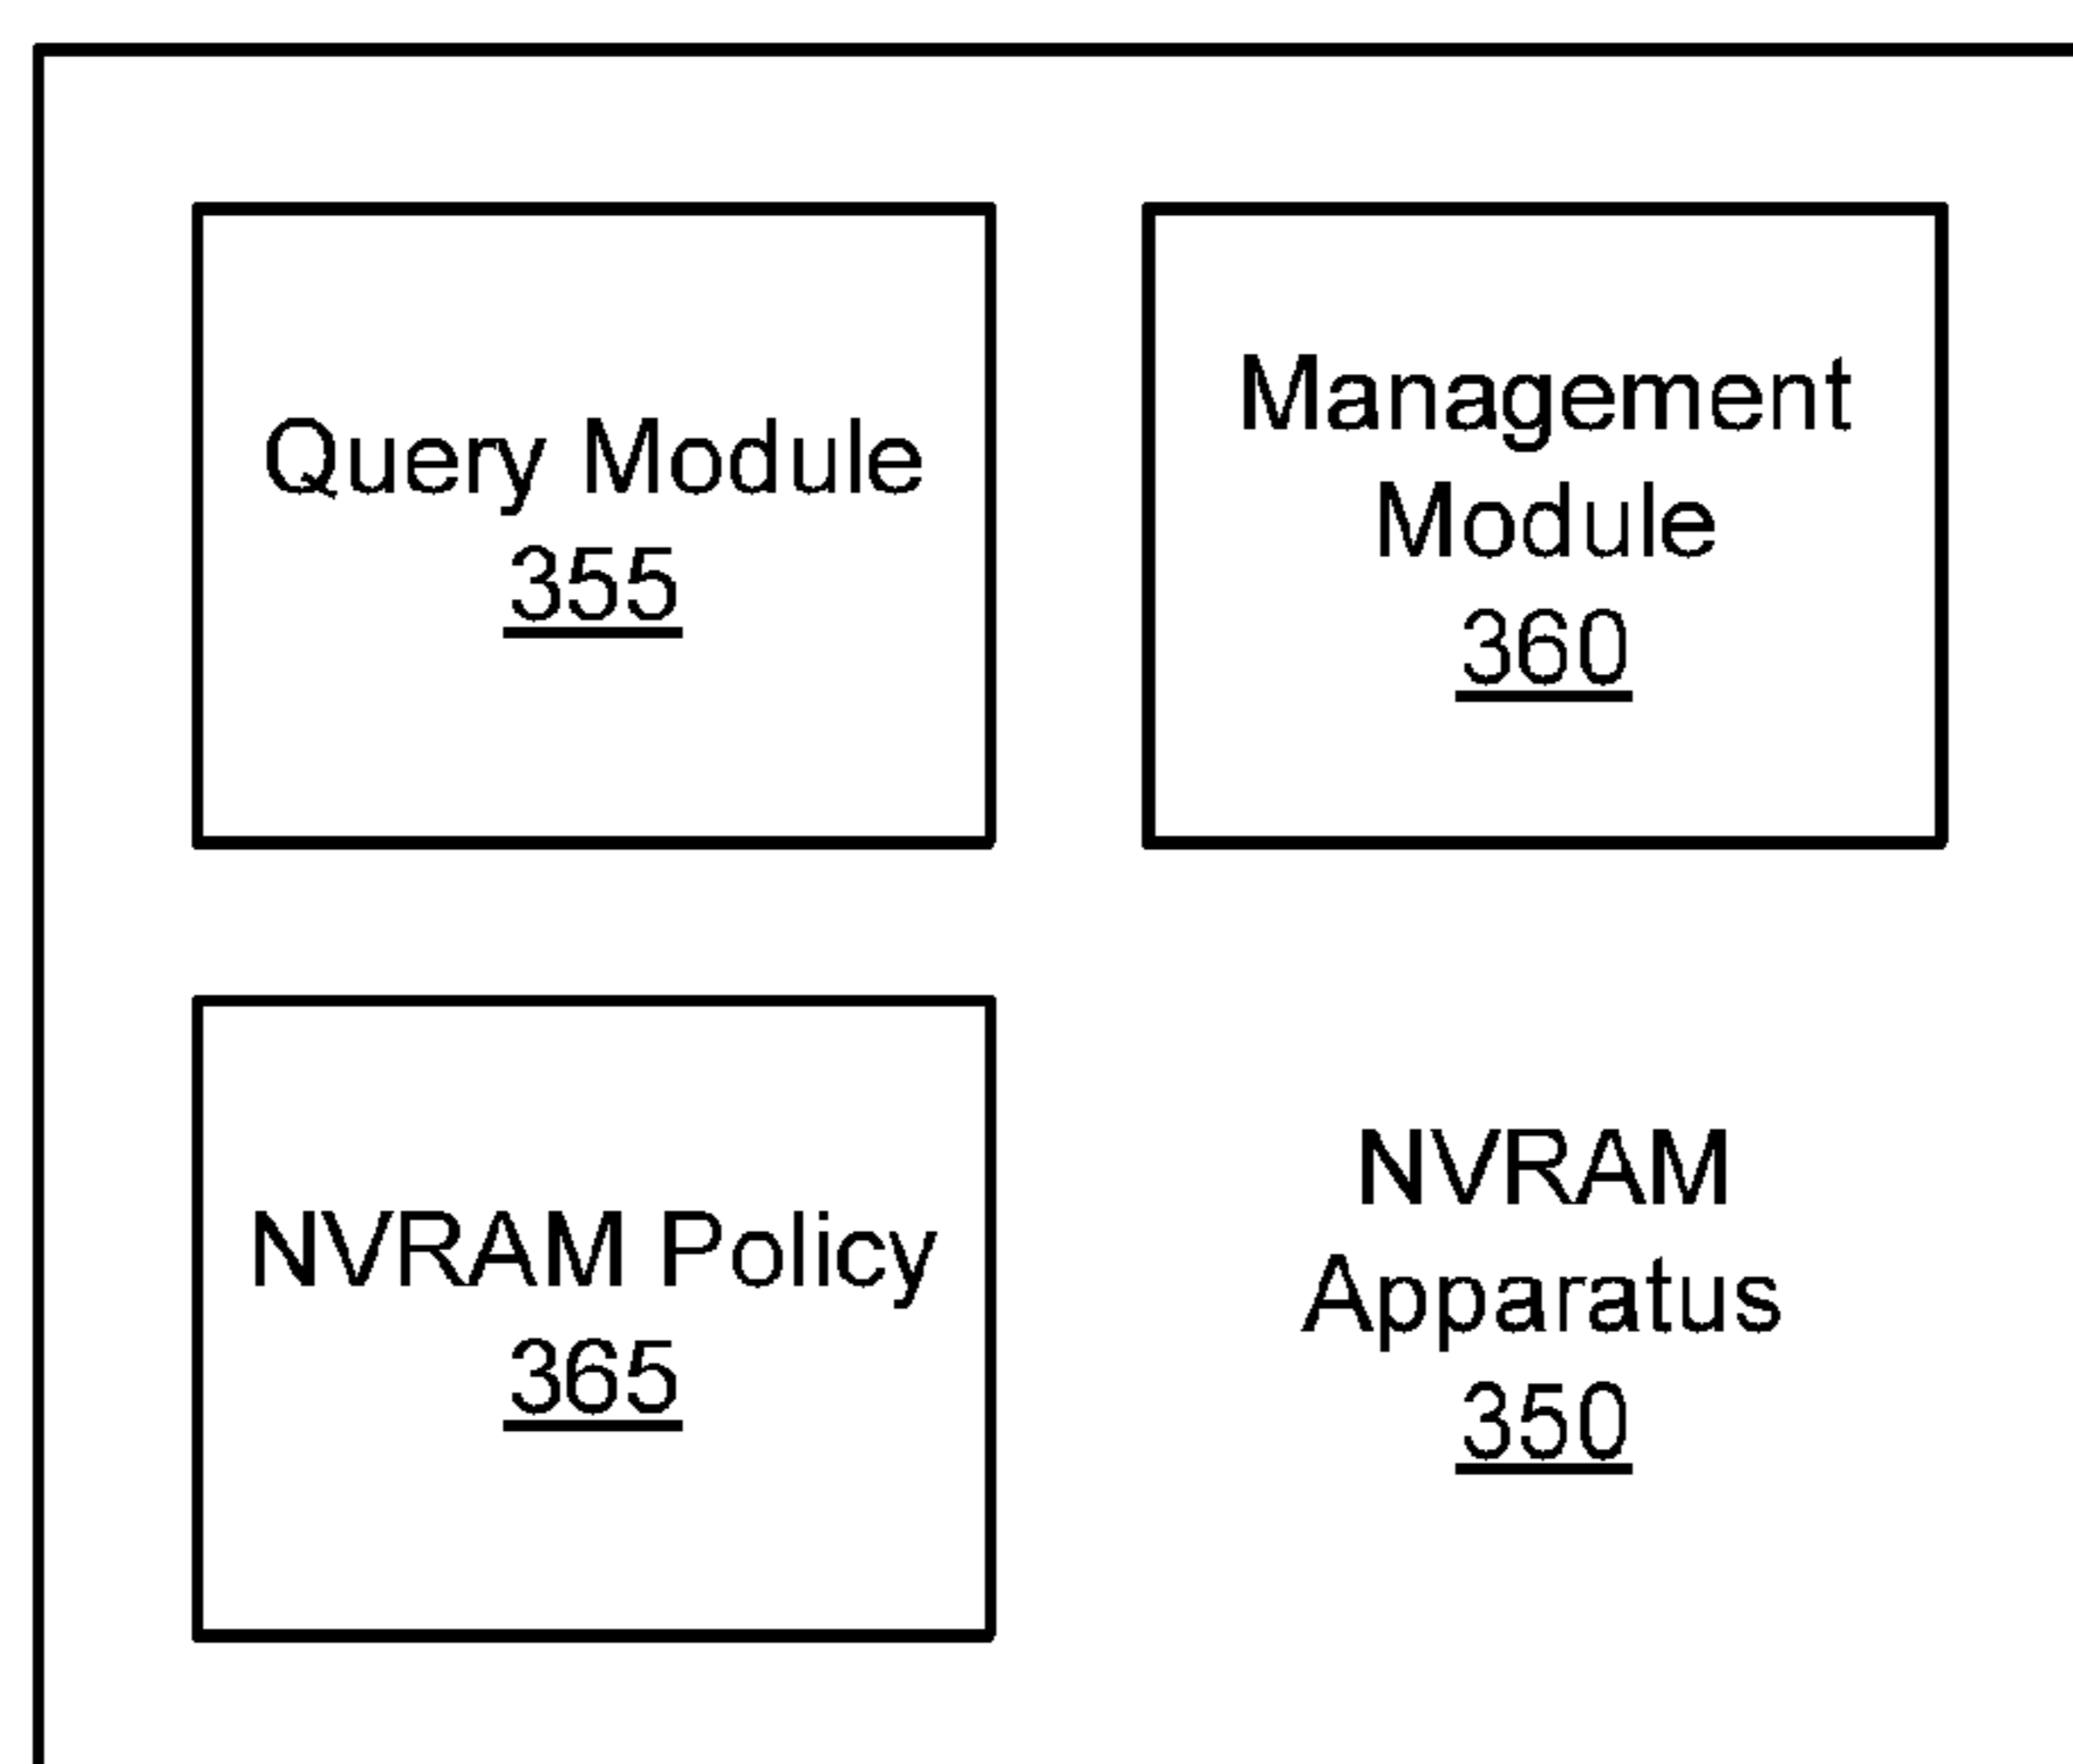 Query Module
355
Management
Module
360
NVRAM Policy
365
NVRAM
Apparatus
350